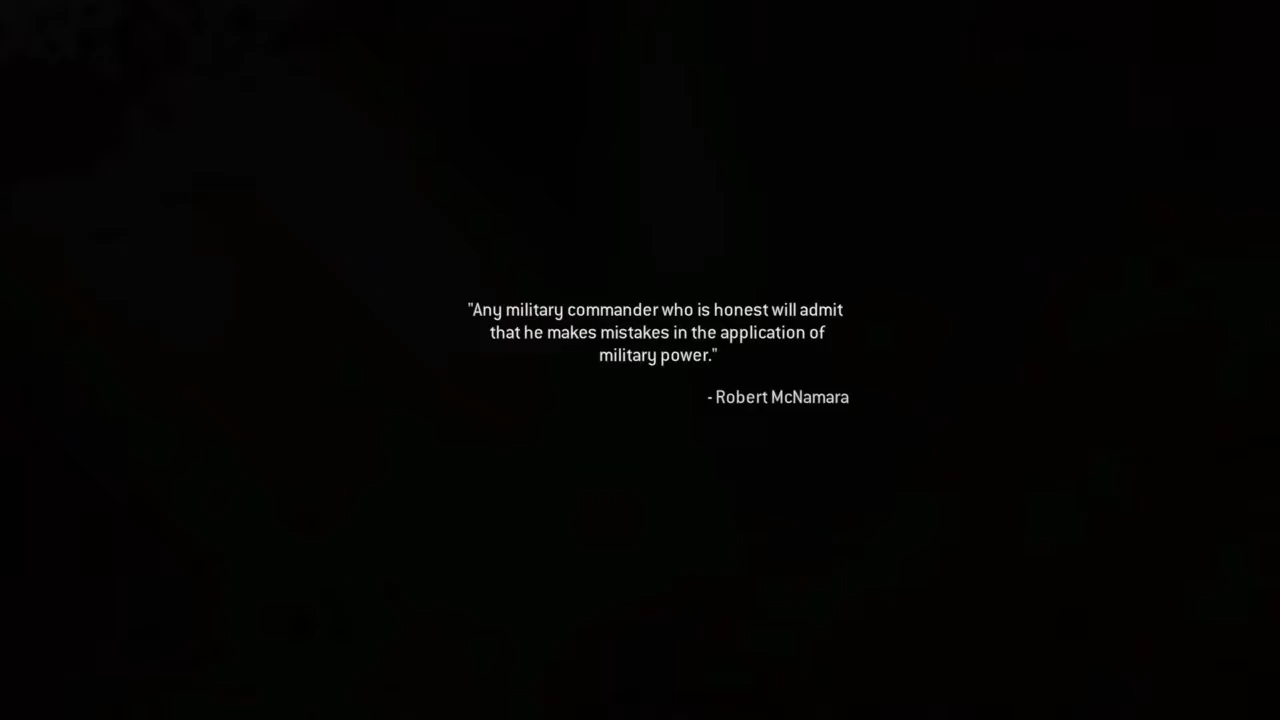 "Any military commander who is honest will admit
that he makes mistakes in the application of
military power."
- Robert McNamara